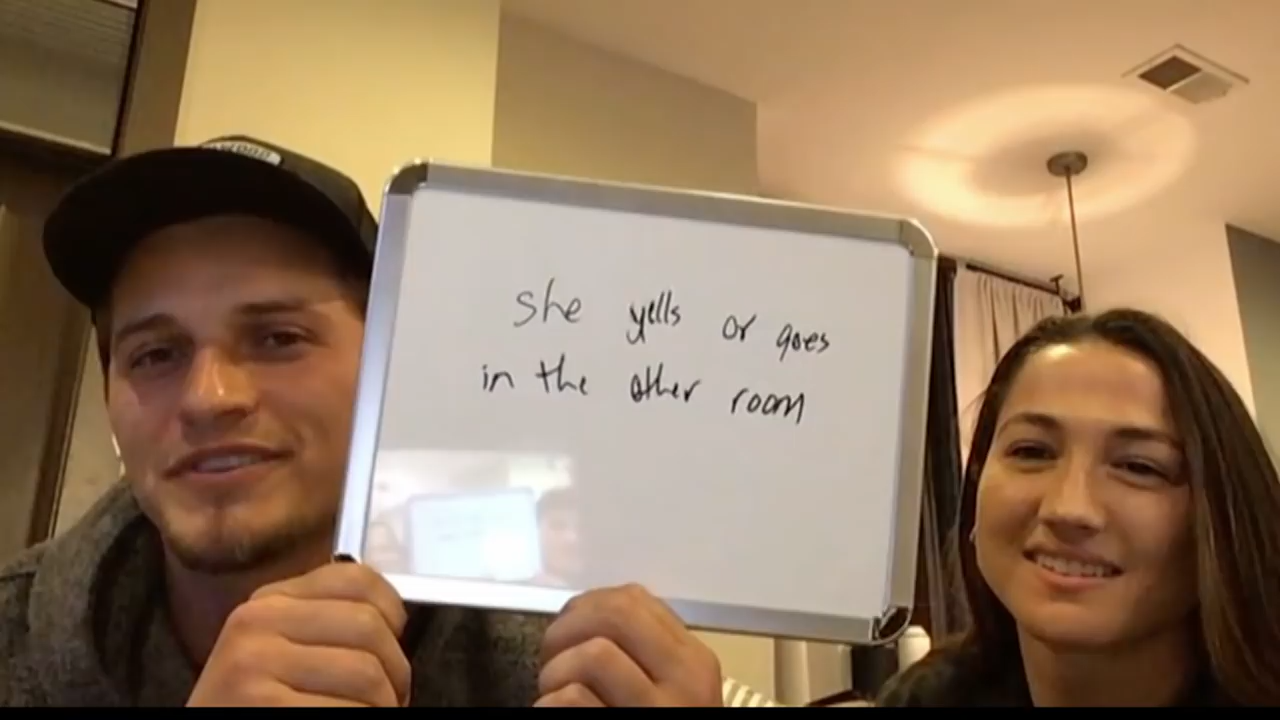 She yells or goes
in the other room